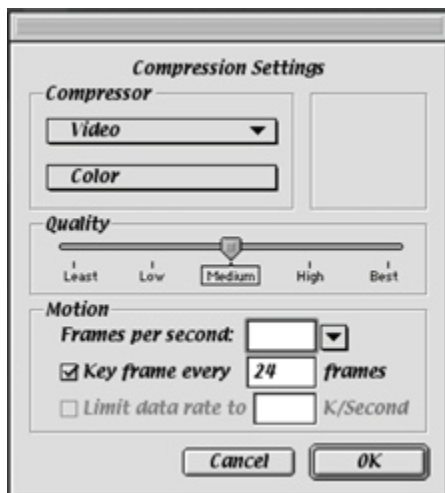 Compression Settings
Compressor
Video
Color
Quality
Least Low Medium High Best
Motion
Frames per second:
Key frame every 24 frames
Limit data rate to K/Second
Cancel OK